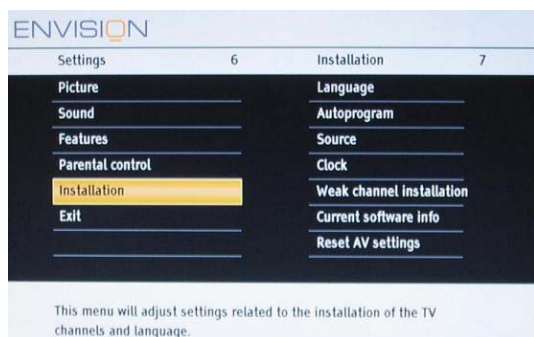 ENVISION
Settings 6 Installation 7
Picture Language
Sound Autoprogram
Features Source
Parental control Clock
Installation Weak channel installation
Exit Current software info
Reset AV settings
This menu will adjust settings related to the installation of the TV
channels and language.